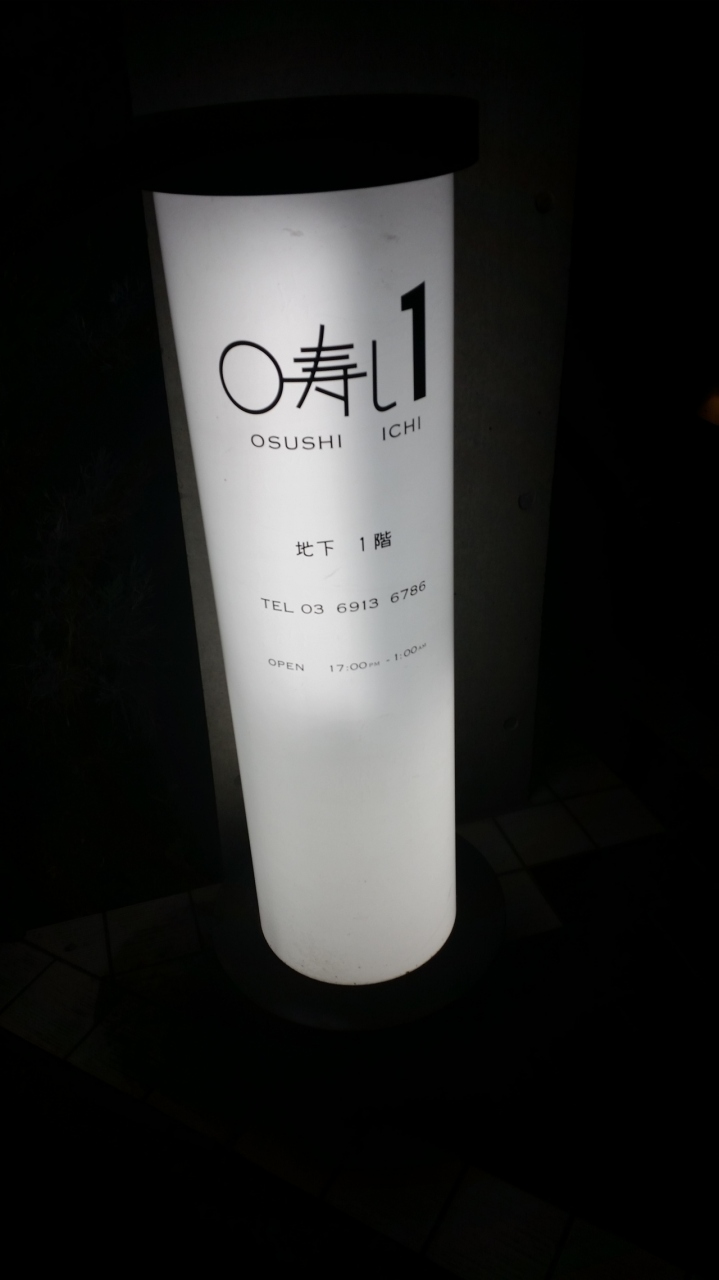 O寿し1
OSUSHI ICHI
地下 1階
TEL 03 6913 6786
OPEN 17:00PM - 1:00AM